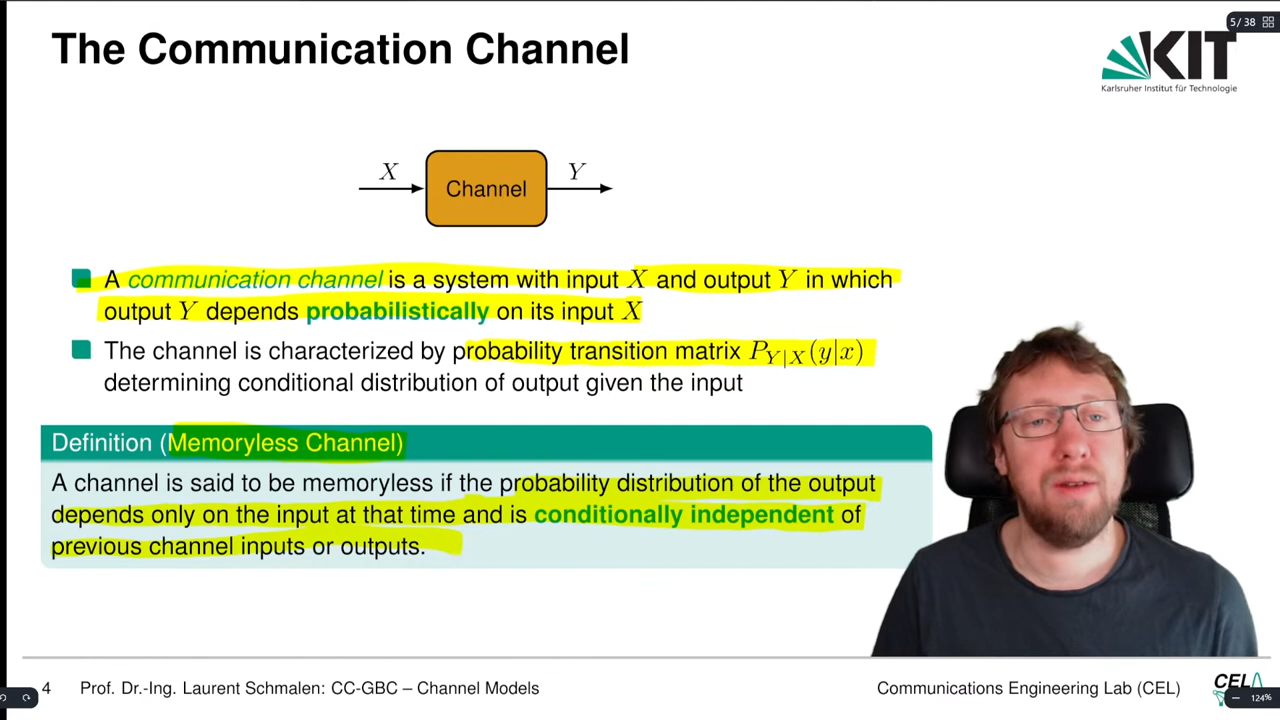 5/38
The Communication Channel
KIT
Karlsruher Institut für Technologie
X
Channel
Y
A communication channel is a system with input X and output Y in which
output Y depends probabilistically on its input X
The channel is characterized by probability transition matrix P_{Y|X}(y|x)
determining conditional distribution of output given the input
Definition (Memoryless Channel)
A channel is said to be memoryless if the probability distribution of the output
depends only on the input at that time and is conditionally independent of
previous channel inputs or outputs.
4 Prof. Dr.-Ing. Laurent Schmalen: CC-GBC – Channel Models
Communications Engineering Lab (CEL)
CEL
124%